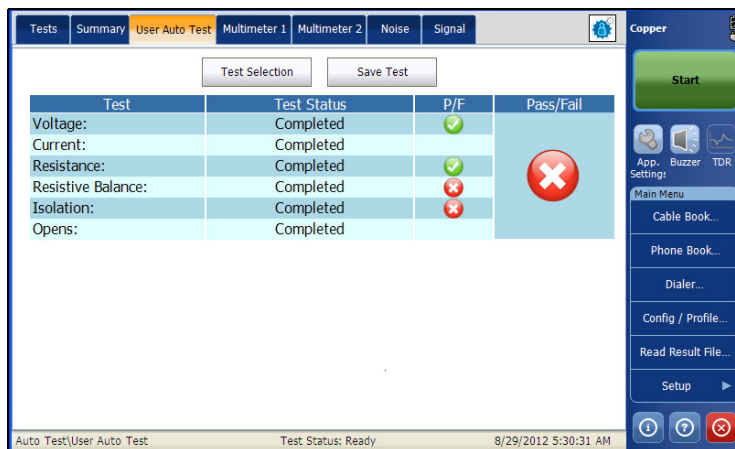 Tests Summary User Auto Test Multimeter 1 Multimeter 2 Noise Signal
Test Selection Save Test
Test Test Status P/F Pass/Fail
Voltage: Completed
Current: Completed
Resistance: Completed
Resistive Balance: Completed
Isolation: Completed
Opens: Completed
Auto Test\User Auto Test Test Status: Ready 8/29/2012 5:30:31 AM
Copper
Start
App. Setting: Buzzer TDR
Main Menu
Cable Book...
Phone Book...
Dialer...
Config / Profile...
Read Result File...
Setup